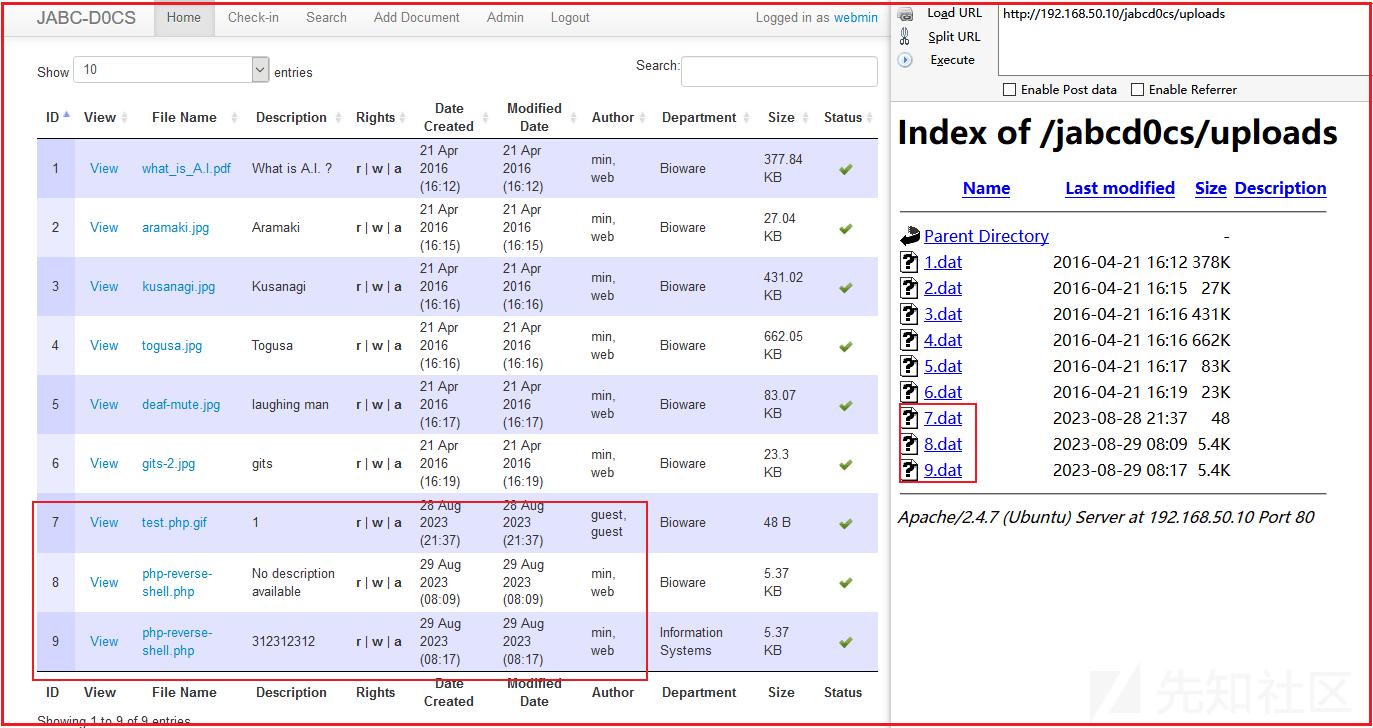 JABC-D0CS Home Check-in Search Add Document Admin Logout Logged in as webmin
Show 10 entries Search:
ID View File Name Description Rights Date Created Modified Date Author Department Size Status
1 View what_is_A.I.pdf What is A.I. ? r | w | a 21 Apr 2016 (16:12) 21 Apr 2016 (16:12) min, web Bioware 377.84 KB
2 View aramaki.jpg Aramaki r | w | a 21 Apr 2016 (16:15) 21 Apr 2016 (16:15) min, web Bioware 27.04 KB
3 View kusanagi.jpg Kusanagi r | w | a 21 Apr 2016 (16:16) 21 Apr 2016 (16:16) min, web Bioware 431.02 KB
4 View togusa.jpg Togusa r | w | a 21 Apr 2016 (16:16) 21 Apr 2016 (16:16) min, web Bioware 662.05 KB
5 View deaf-mute.jpg laughing man r | w | a 21 Apr 2016 (16:17) 21 Apr 2016 (16:17) min, web Bioware 83.07 KB
6 View gits-2.jpg gits r | w | a 21 Apr 2016 (16:19) 21 Apr 2016 (16:19) min, web Bioware 23.3 KB
7 View test.php.gif 1 r | w | a 28 Aug 2023 (21:37) 28 Aug 2023 (21:37) guest, guest Bioware 48 B
8 View php-reverse-shell.php No description available r | w | a 29 Aug 2023 (08:09) 29 Aug 2023 (08:09) min, web Bioware 5.37 KB
9 View php-reverse-shell.php 312312312 r | w | a 29 Aug 2023 (08:17) 29 Aug 2023 (08:17) min, web Information Systems 5.37 KB
ID View File Name Description Rights Date Created Modified Date Author Department Size Status
Showing 1 to 9 of 9 entries
Load URL http://192.168.50.10/jabcd0cs/uploads
Split URL
Execute
Enable Post data Enable Referrer
Index of /jabcd0cs/uploads
Name Last modified Size Description
Parent Directory -
1.dat 2016-04-21 16:12 378K
2.dat 2016-04-21 16:15 27K
3.dat 2016-04-21 16:16 431K
4.dat 2016-04-21 16:16 662K
5.dat 2016-04-21 16:17 83K
6.dat 2016-04-21 16:19 23K
7.dat 2023-08-28 21:37 48
8.dat 2023-08-29 08:09 5.4K
9.dat 2023-08-29 08:17 5.4K
Apache/2.4.7 (Ubuntu) Server at 192.168.50.10 Port 80
先知社区